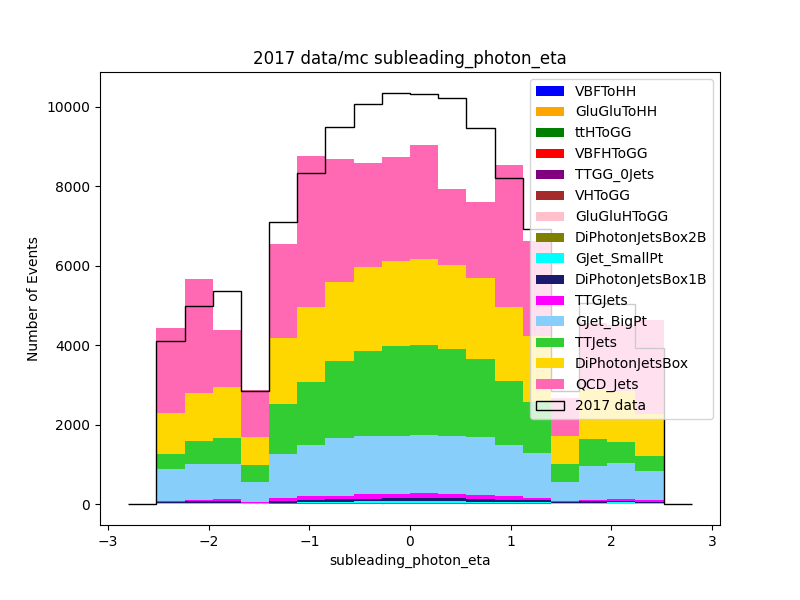 2017 data/mc subleading_photon_eta
Number of Events
10000
8000
6000
4000
2000
0
VBFToHH
GluGluToHH
ttHToGG
VBFHToGG
TTGG_0Jets
VHToGG
GluGluHToGG
DiPhotonJetsBox2B
GJet_SmallPt
DiPhotonJetsBox1B
TTGJets
GJet_BigPt
TTJets
DiPhotonJetsBox
QCD_Jets
2017 data
−3
−2
−1
0
1
2
3
subleading_photon_eta